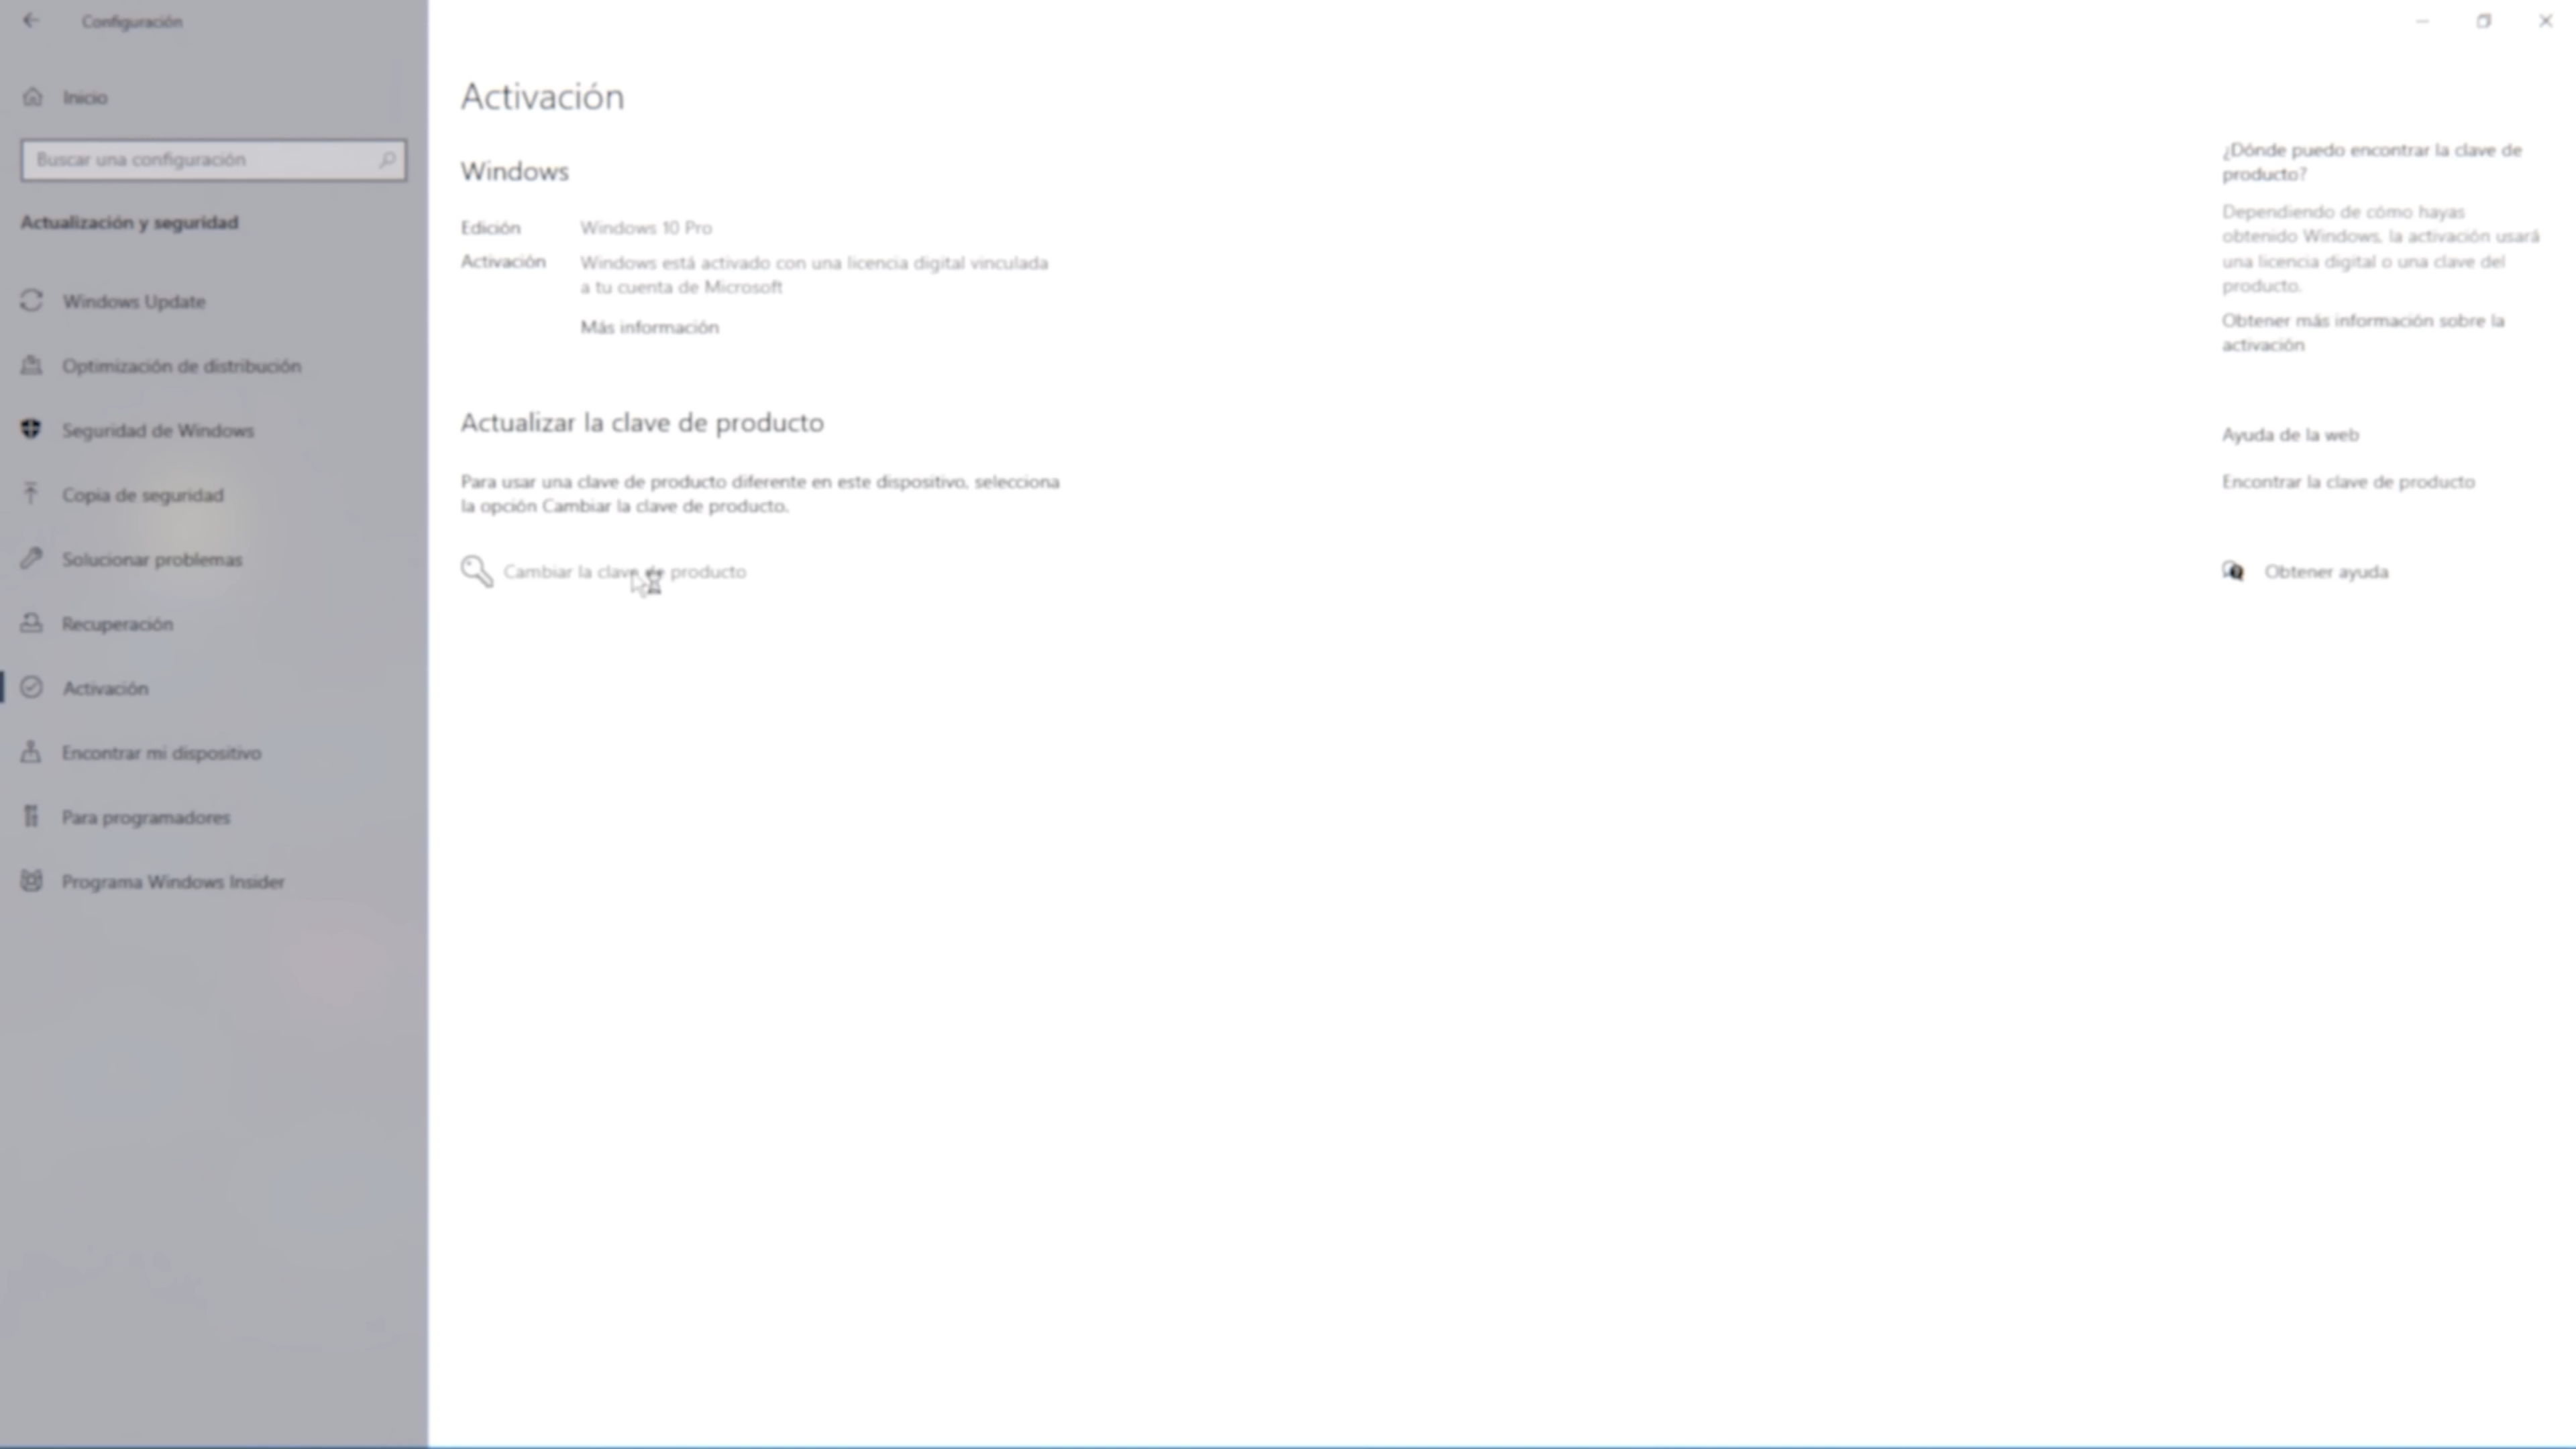 Configuración
Inicio
Buscar una configuración
Actualización y seguridad
Windows Update
Optimización de distribución
Seguridad de Windows
Copia de seguridad
Solucionar problemas
Recuperación
Activación
Encontrar mi dispositivo
Para programadores
Programa Windows Insider
Activación
Windows
Edición Windows 10 Pro
Activación Windows está activado con una licencia digital vinculada
a tu cuenta de Microsoft
Más información
Actualizar la clave de producto
Para usar una clave de producto diferente en este dispositivo, selecciona
la opción Cambiar la clave de producto.
Cambiar la clave de producto
¿Dónde puedo encontrar la clave de
producto?
Dependiendo de cómo hayas
obtenido Windows, la activación usará
una licencia digital o una clave del
producto.
Obtener más información sobre la
activación
Ayuda de la web
Encontrar la clave de producto
Obtener ayuda